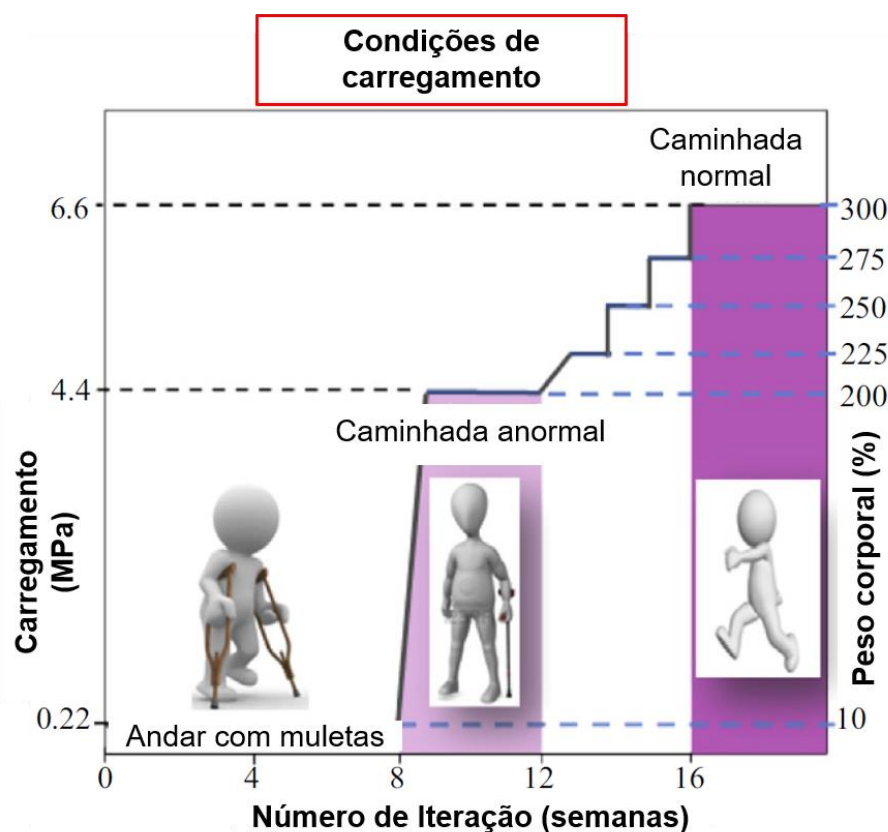 Condições de
carregamento
Caminhada
normal
6.6
300
275
250
225
4.4
200
Caminhada anormal
Carregamento
(MPa)
Peso corporal (%)
0.22
10
Andar com muletas
0
4
8
12
16
Número de Iteração (semanas)